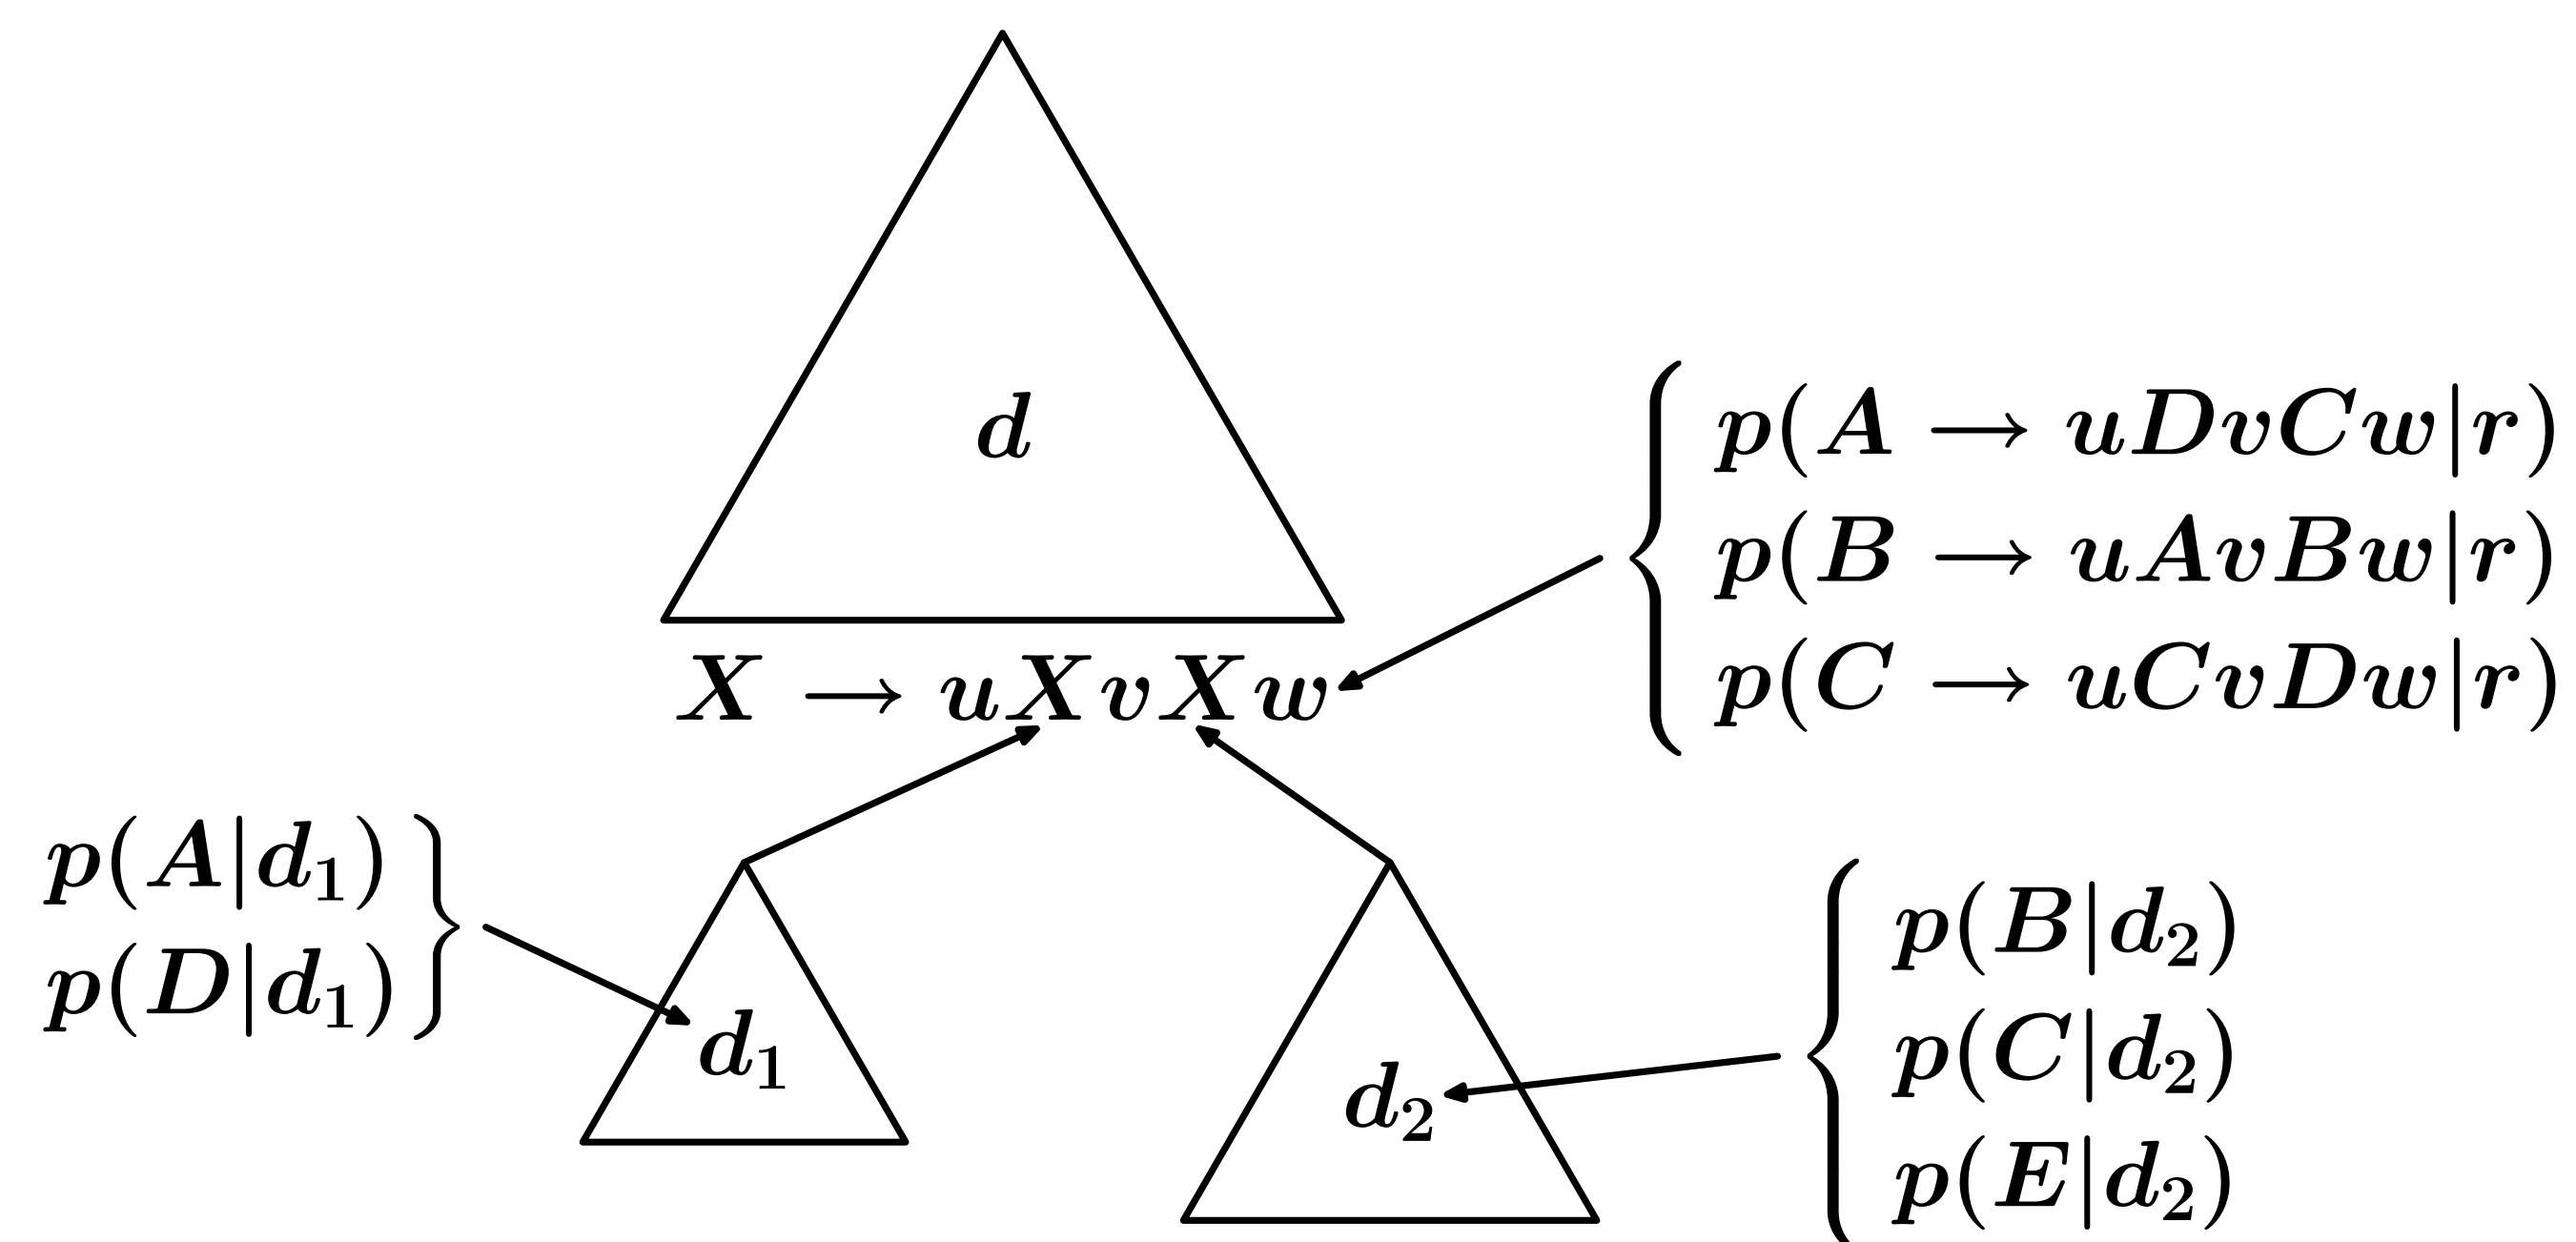 d
p(A → uDvCw|r)
p(B → uAvBw|r)
p(C → uCvDw|r)
X → uXvXw
p(A|d₁)
p(D|d₁)
d₁
p(B|d₂)
p(C|d₂)
p(E|d₂)
d₂